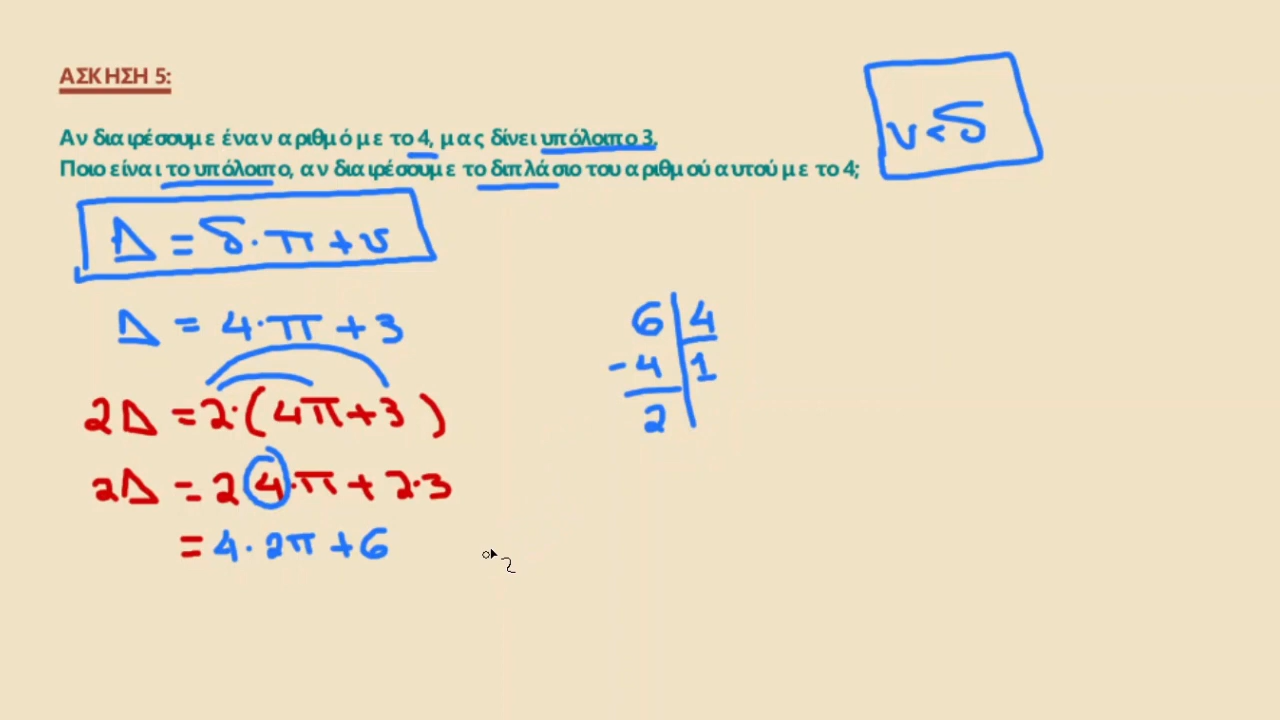 ΑΣΚΗΣΗ 5:
υ<δ
Αν διαιρέσουμε έναν αριθμό με το 4, μας δίνει υπόλοιπο 3.
Ποιο είναι το υπόλοιπο, αν διαιρέσουμε το διπλάσιο του αριθμού αυτού με το 4;
Δ = δ·π+υ
Δ = 4·π+3
2Δ = 2·(4π+3)
2Δ = 2 4·π + 2·3
= 4·2π+6
6 4
-4 1
2